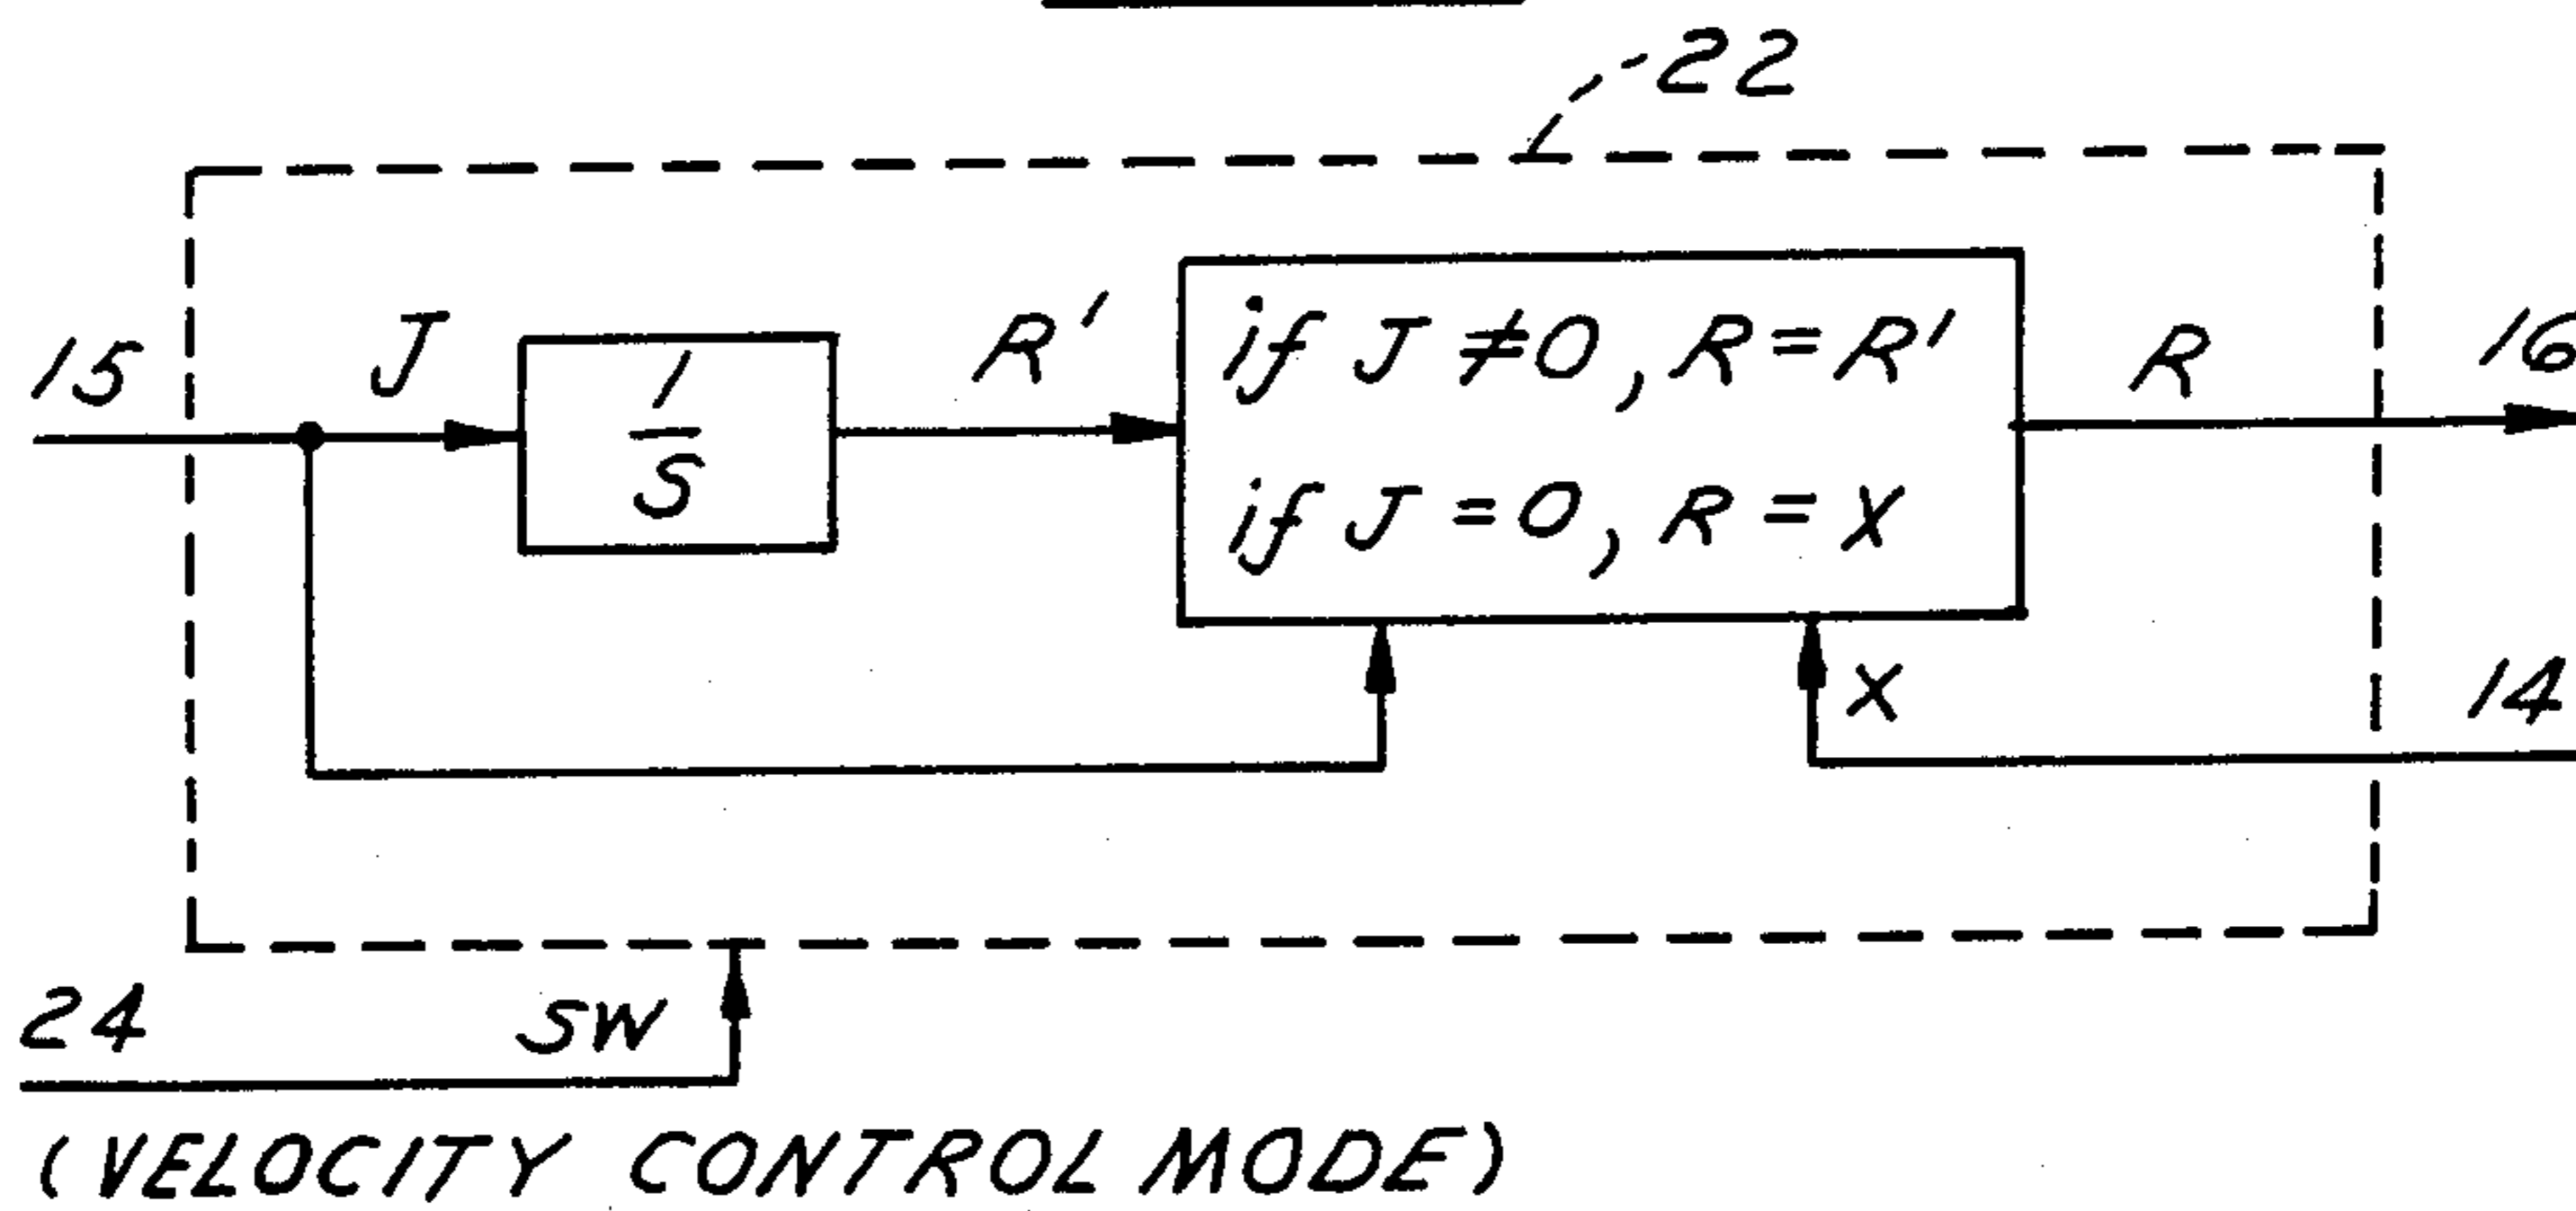 22
15
J
1
S
R'
if J ≠ 0, R = R'
if J = 0, R = X
R
16
X
14
24
SW
(VELOCITY CONTROL MODE)